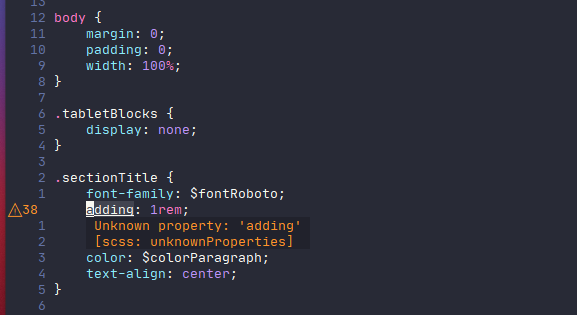 13
12 body {
11     margin: 0;
10     padding: 0;
9     width: 100%;
8 }
7
6 .tabletBlocks {
5     display: none;
4 }
3
2 .sectionTitle {
1     font-family: $fontRoboto;
38     adding: 1rem;
1     Unknown property: 'adding'
2     [scss: unknownProperties]
3     color: $colorParagraph;
4     text-align: center;
5 }
6